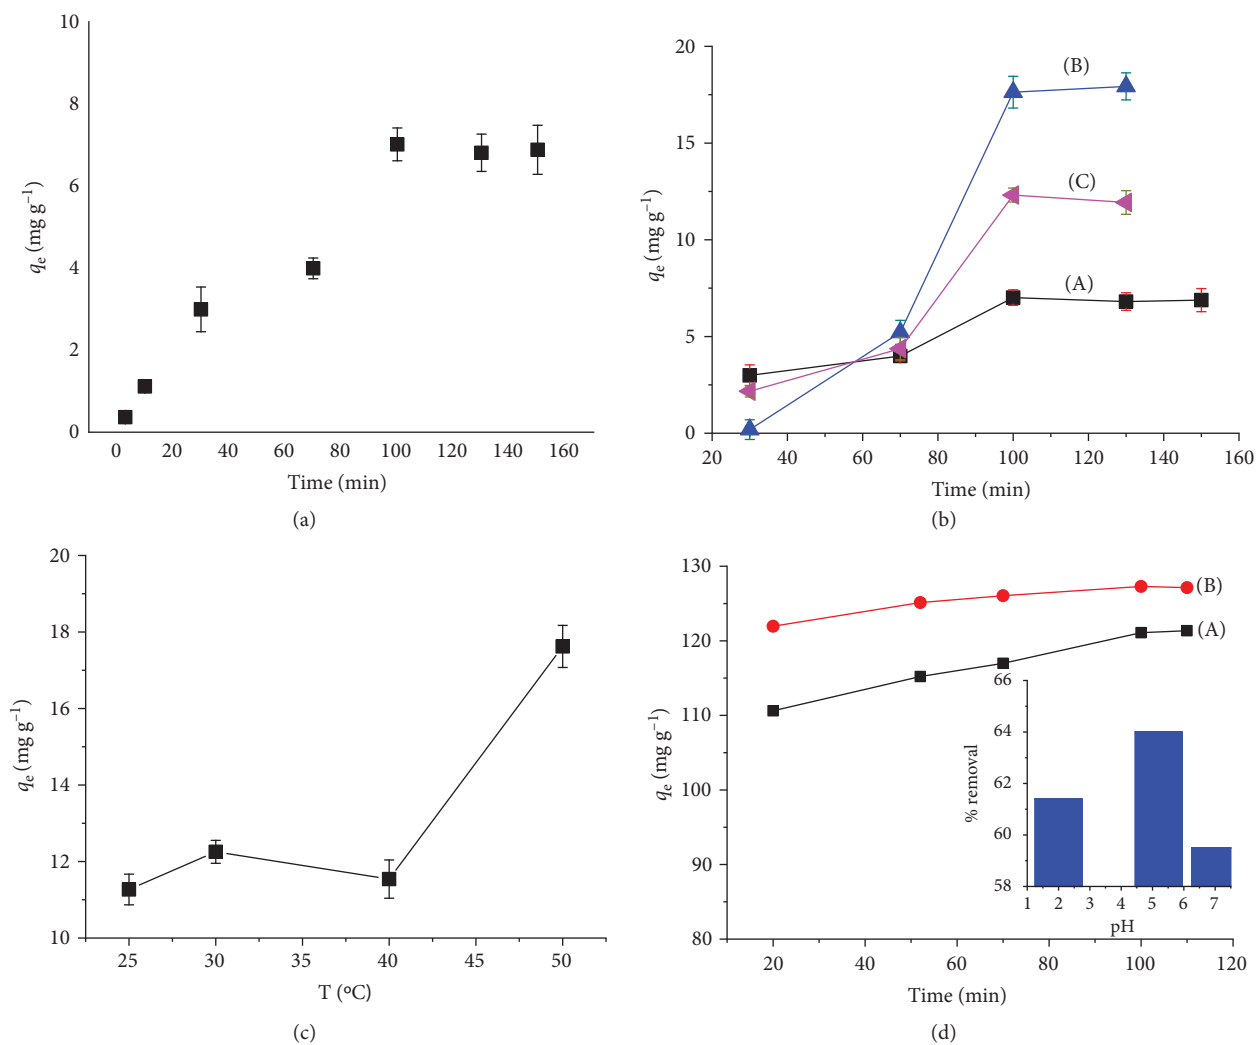 10
8
6
4
2
0
qe (mg g−1)
0 20 40 60 80 100 120 140 160
Time (min)
(a)
20
15
10
5
0
qe (mg g−1)
(B)
(C)
(A)
20 40 60 80 100 120 140 160
Time (min)
(b)
20
18
16
14
12
10
qe (mg g−1)
25 30 35 40 45 50
T (ºC)
(c)
130
120
110
100
90
80
qe (mg g−1)
(B)
(A)
66
64
62
60
58
% removal
1 2 3 4 5 6 7
pH
20 40 60 80 100 120
Time (min)
(d)